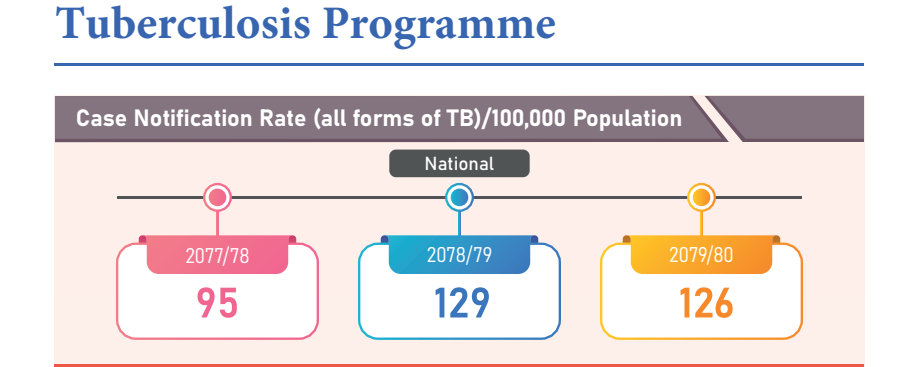 Tuberculosis Programme
Case Notification Rate (all forms of TB)/100,000 Population
National
2077/78 2078/79 2079/80
95 129 126